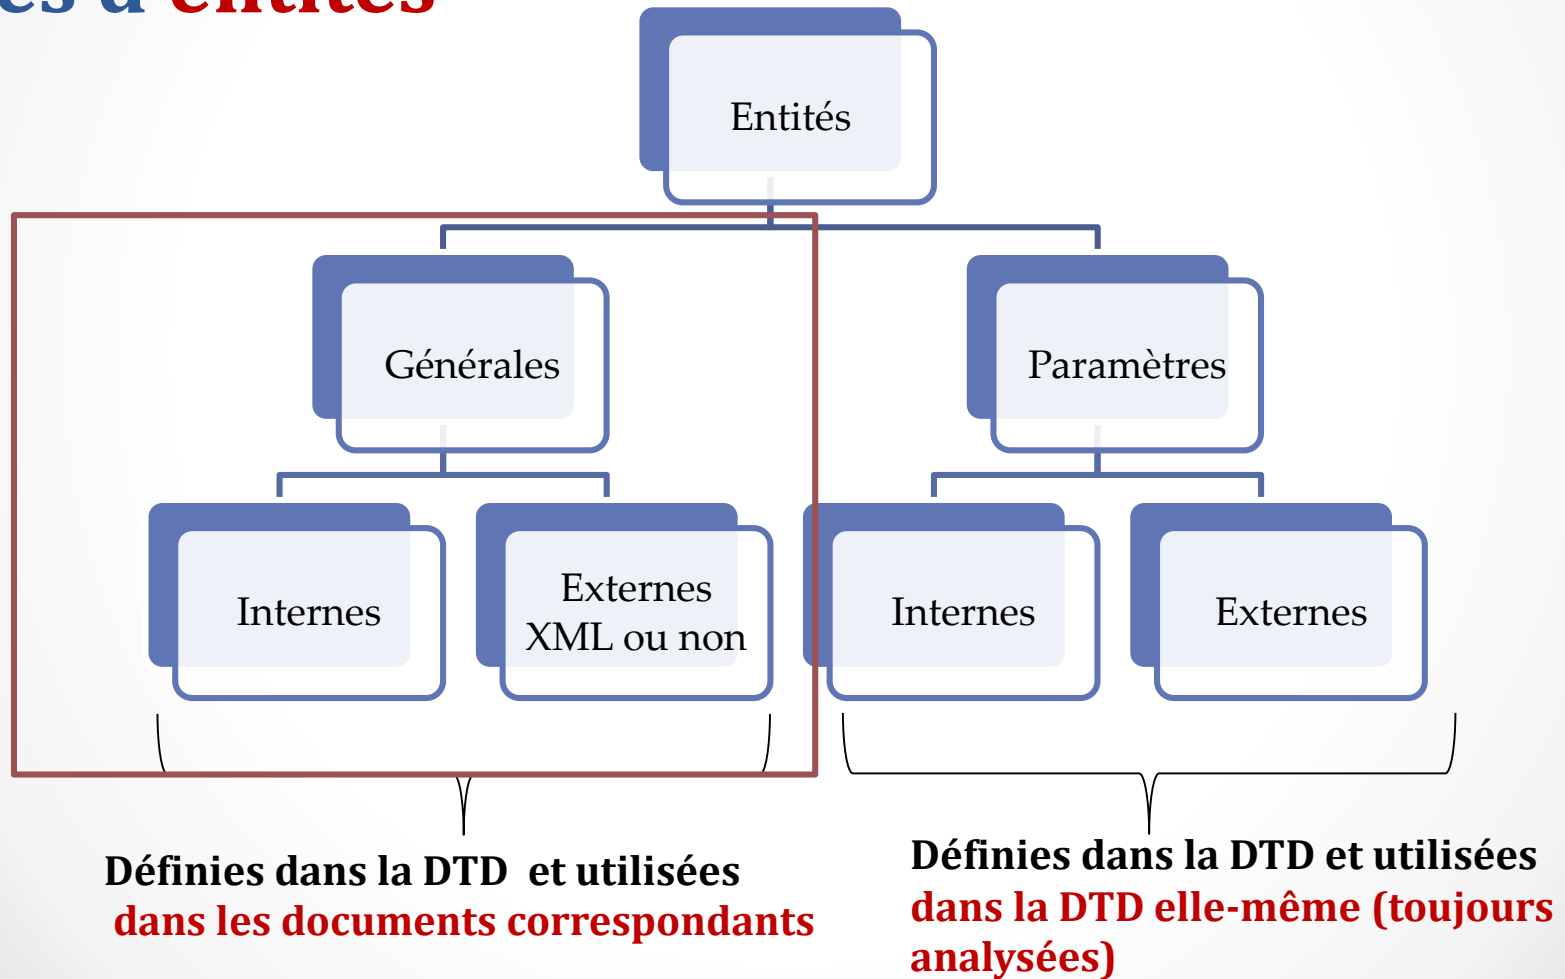 entités
Entités
Générales
Paramètres
Internes
Externes
XML ou non
Internes
Externes
Définies dans la DTD et utilisées
dans les documents correspondants
Définies dans la DTD et utilisées
dans la DTD elle-même (toujours
analysées)